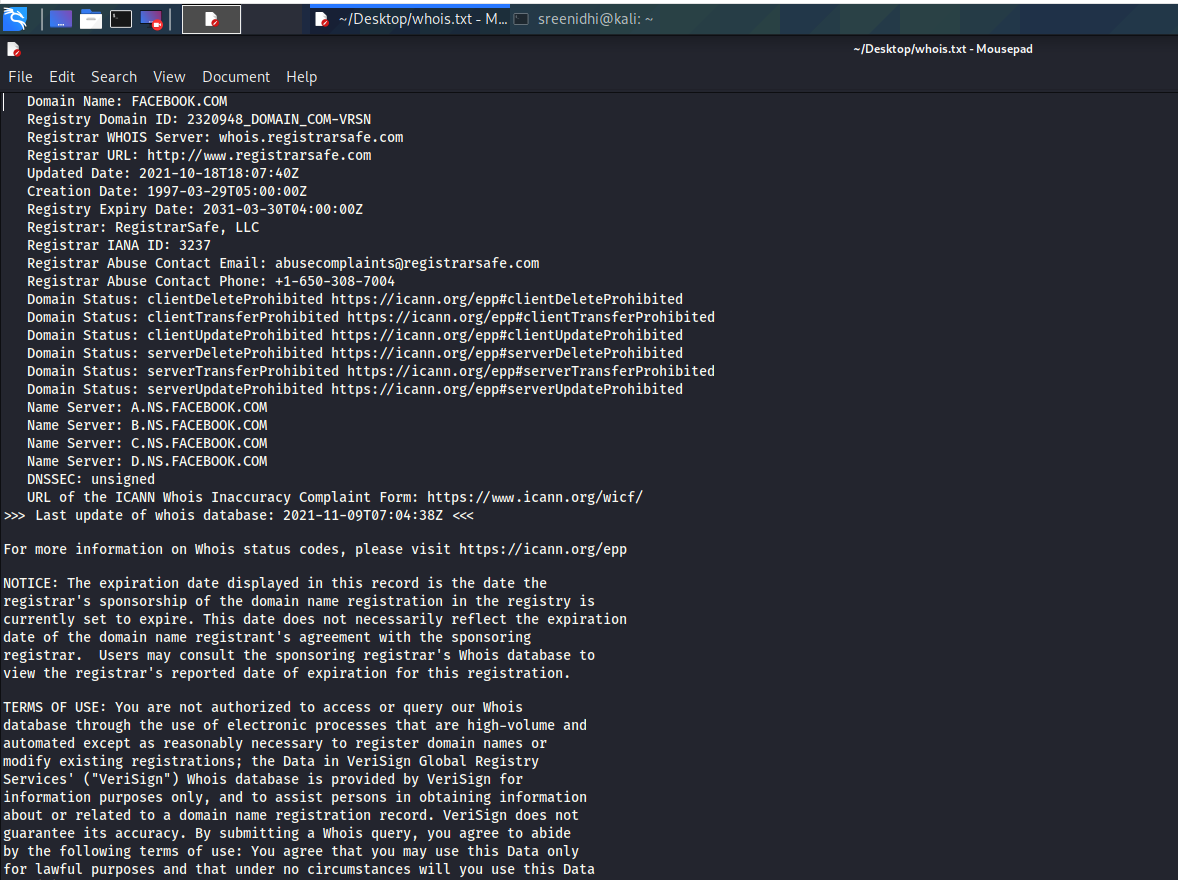 ~/Desktop/whois.txt - M...
sreenidhi@kali: ~
~/Desktop/whois.txt - Mousepad
File Edit Search View Document Help
Domain Name: FACEBOOK.COM
Registry Domain ID: 2320948_DOMAIN_COM-VRSN
Registrar WHOIS Server: whois.registrarsafe.com
Registrar URL: http://www.registrarsafe.com
Updated Date: 2021-10-18T18:07:40Z
Creation Date: 1997-03-29T05:00:00Z
Registry Expiry Date: 2031-03-30T04:00:00Z
Registrar: RegistrarSafe, LLC
Registrar IANA ID: 3237
Registrar Abuse Contact Email: abusecomplaints@registrarsafe.com
Registrar Abuse Contact Phone: +1-650-308-7004
Domain Status: clientDeleteProhibited https://icann.org/epp#clientDeleteProhibited
Domain Status: clientTransferProhibited https://icann.org/epp#clientTransferProhibited
Domain Status: clientUpdateProhibited https://icann.org/epp#clientUpdateProhibited
Domain Status: serverDeleteProhibited https://icann.org/epp#serverDeleteProhibited
Domain Status: serverTransferProhibited https://icann.org/epp#serverTransferProhibited
Domain Status: serverUpdateProhibited https://icann.org/epp#serverUpdateProhibited
Name Server: A.NS.FACEBOOK.COM
Name Server: B.NS.FACEBOOK.COM
Name Server: C.NS.FACEBOOK.COM
Name Server: D.NS.FACEBOOK.COM
DNSSEC: unsigned
URL of the ICANN Whois Inaccuracy Complaint Form: https://www.icann.org/wicf/
>>> Last update of whois database: 2021-11-09T07:04:38Z <<<
For more information on Whois status codes, please visit https://icann.org/epp
NOTICE: The expiration date displayed in this record is the date the
registrar's sponsorship of the domain name registration in the registry is
currently set to expire. This date does not necessarily reflect the expiration
date of the domain name registrant's agreement with the sponsoring
registrar.  Users may consult the sponsoring registrar's Whois database to
view the registrar's reported date of expiration for this registration.
TERMS OF USE: You are not authorized to access or query our Whois
database through the use of electronic processes that are high-volume and
automated except as reasonably necessary to register domain names or
modify existing registrations; the Data in VeriSign Global Registry
Services' ("VeriSign") Whois database is provided by VeriSign for
information purposes only, and to assist persons in obtaining information
about or related to a domain name registration record. VeriSign does not
guarantee its accuracy. By submitting a Whois query, you agree to abide
by the following terms of use: You agree that you may use this Data only
for lawful purposes and that under no circumstances will you use this Data